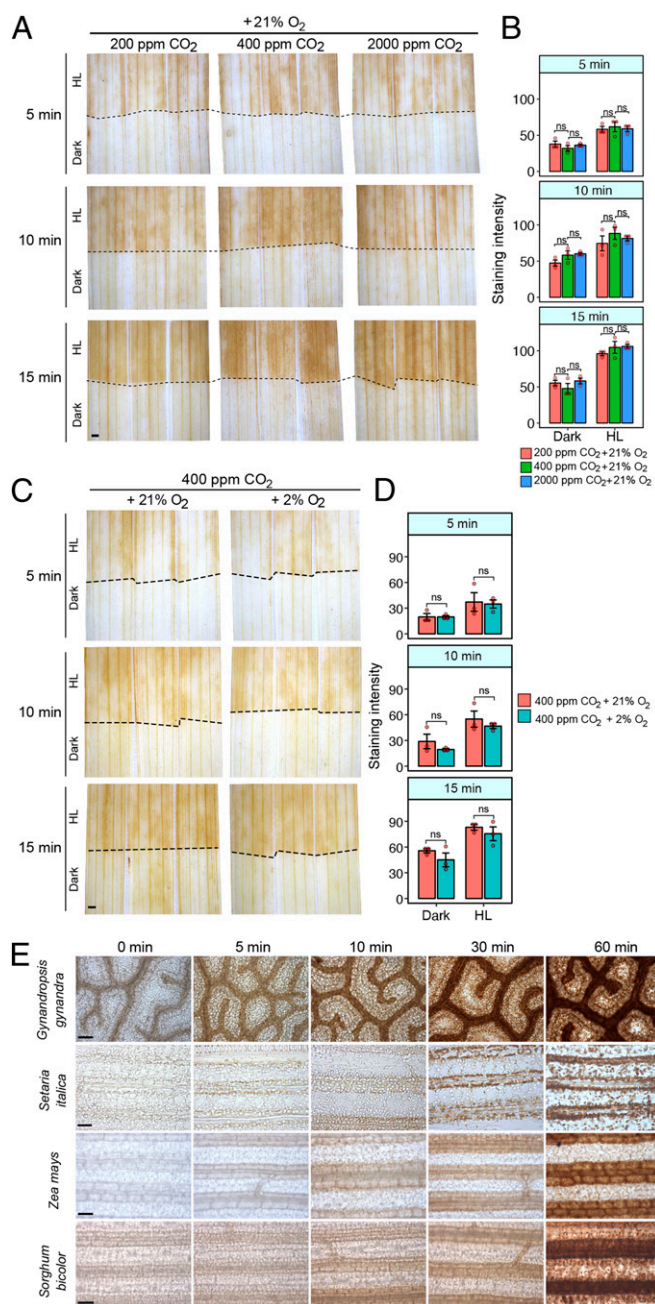 A
+21% O2
200 ppm CO2 400 ppm CO2 2000 ppm CO2
5 min
HL
Dark
10 min
HL
Dark
15 min
HL
Dark
B
Staining intensity
5 min
100
50
0
ns ns ns ns
10 min
100
50
0
ns ns ns ns
15 min
100
50
0
ns ns ns ns
Dark HL
200 ppm CO2+21% O2
400 ppm CO2+21% O2
2000 ppm CO2+21% O2
C
400 ppm CO2
+ 21% O2 + 2% O2
5 min
HL
Dark
10 min
HL
Dark
15 min
HL
Dark
D
Staining intensity
5 min
90
60
30
0
ns ns
10 min
90
60
30
0
ns ns
15 min
90
60
30
0
ns ns
Dark HL
400 ppm CO2 + 21% O2
400 ppm CO2 + 2% O2
E
0 min 5 min 10 min 30 min 60 min
Gynandropsis
gynandra
Setaria
italica
Zea mays
Sorghum
bicolor